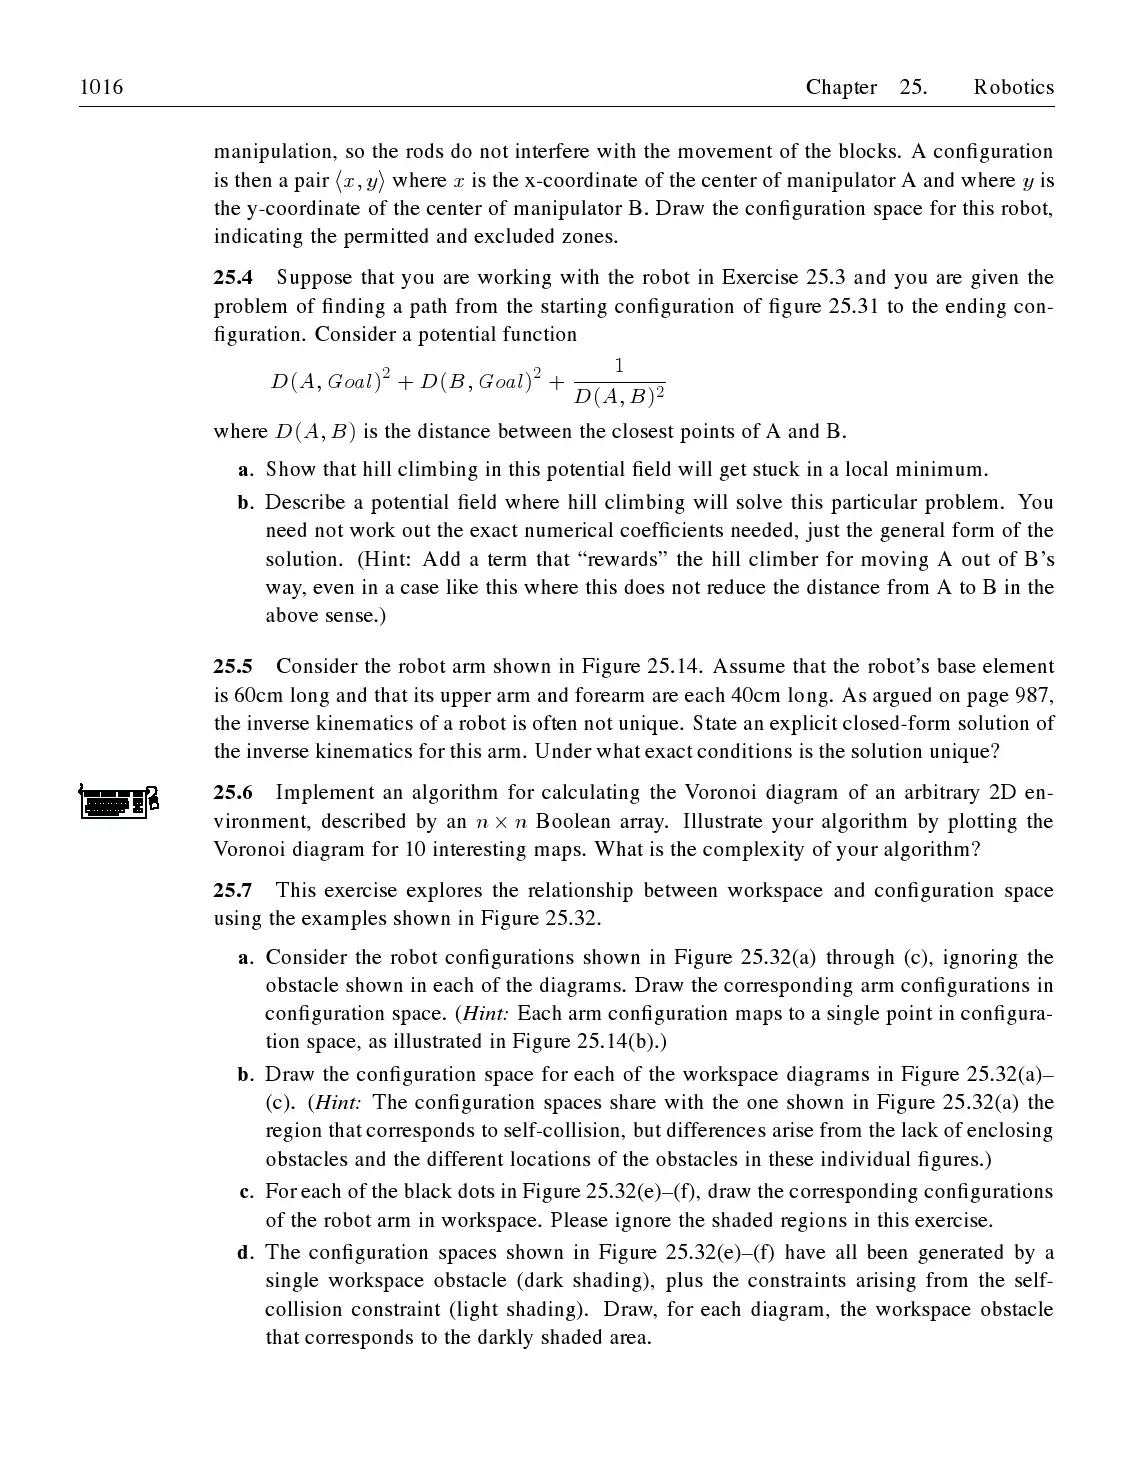 1016 Chapter 25. Robotics
manipulation, so the rods do not interfere with the movement of the blocks. A configuration
is then a pair ⟨x, y⟩ where x is the x-coordinate of the center of manipulator A and where y is
the y-coordinate of the center of manipulator B. Draw the configuration space for this robot,
indicating the permitted and excluded zones.
25.4 Suppose that you are working with the robot in Exercise 25.3 and you are given the
problem of finding a path from the starting configuration of figure 25.31 to the ending con-
figuration. Consider a potential function
D(A, Goal)² + D(B, Goal)² + 1/D(A, B)²
where D(A, B) is the distance between the closest points of A and B.
a. Show that hill climbing in this potential field will get stuck in a local minimum.
b. Describe a potential field where hill climbing will solve this particular problem. You
need not work out the exact numerical coefficients needed, just the general form of the
solution. (Hint: Add a term that “rewards” the hill climber for moving A out of B’s
way, even in a case like this where this does not reduce the distance from A to B in the
above sense.)
25.5 Consider the robot arm shown in Figure 25.14. Assume that the robot’s base element
is 60cm long and that its upper arm and forearm are each 40cm long. As argued on page 987,
the inverse kinematics of a robot is often not unique. State an explicit closed-form solution of
the inverse kinematics for this arm. Under what exact conditions is the solution unique?
25.6 Implement an algorithm for calculating the Voronoi diagram of an arbitrary 2D en-
vironment, described by an n × n Boolean array. Illustrate your algorithm by plotting the
Voronoi diagram for 10 interesting maps. What is the complexity of your algorithm?
25.7 This exercise explores the relationship between workspace and configuration space
using the examples shown in Figure 25.32.
a. Consider the robot configurations shown in Figure 25.32(a) through (c), ignoring the
obstacle shown in each of the diagrams. Draw the corresponding arm configurations in
configuration space. (Hint: Each arm configuration maps to a single point in configura-
tion space, as illustrated in Figure 25.14(b).)
b. Draw the configuration space for each of the workspace diagrams in Figure 25.32(a)–
(c). (Hint: The configuration spaces share with the one shown in Figure 25.32(a) the
region that corresponds to self-collision, but differences arise from the lack of enclosing
obstacles and the different locations of the obstacles in these individual figures.)
c. For each of the black dots in Figure 25.32(e)–(f), draw the corresponding configurations
of the robot arm in workspace. Please ignore the shaded regions in this exercise.
d. The configuration spaces shown in Figure 25.32(e)–(f) have all been generated by a
single workspace obstacle (dark shading), plus the constraints arising from the self-
collision constraint (light shading). Draw, for each diagram, the workspace obstacle
that corresponds to the darkly shaded area.